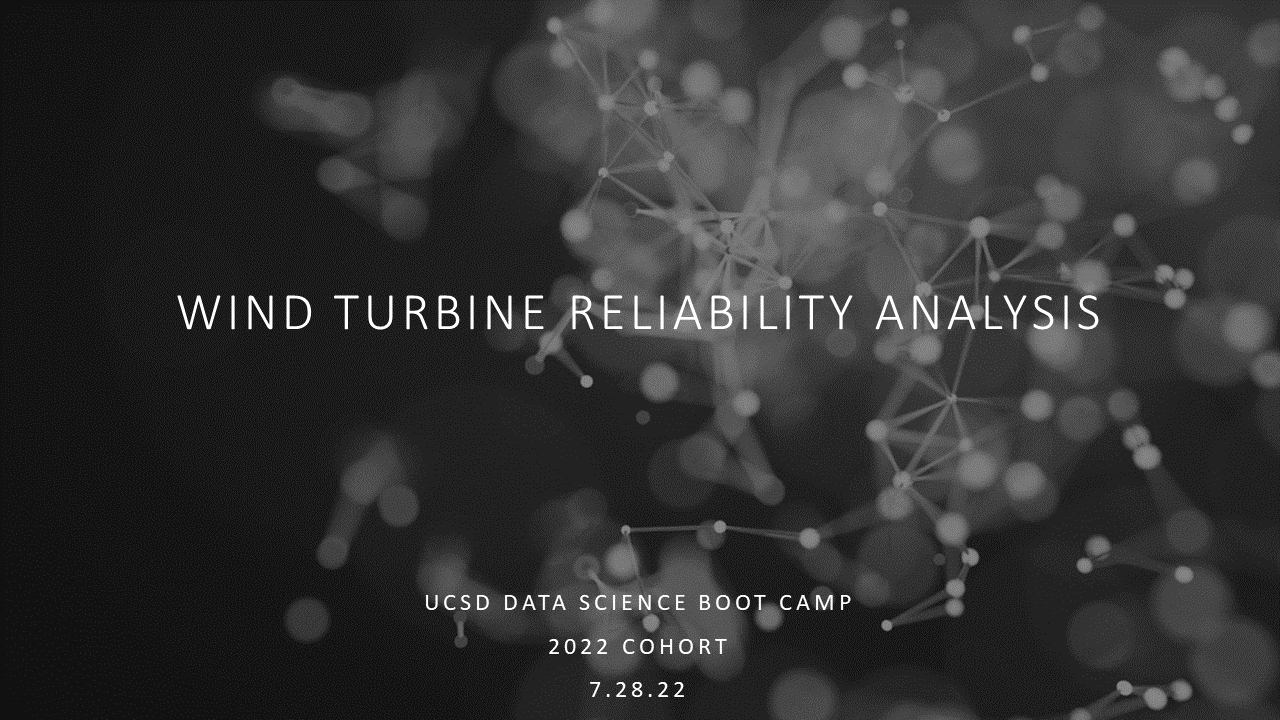 WIND TURBINE RELIABILITY ANALYSIS
UCSD DATA SCIENCE BOOT CAMP
2022 COHORT
7.28.22